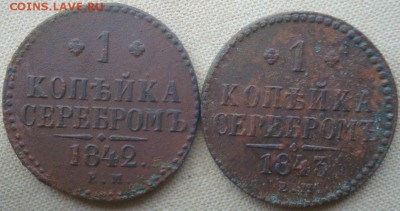 COINS.LAVE.RU
1
КОПѢЙКА
СЕРЕБРОМЪ
1842.
Е.М.
1
КОПѢЙКА
СЕРЕБРОМЪ
1843